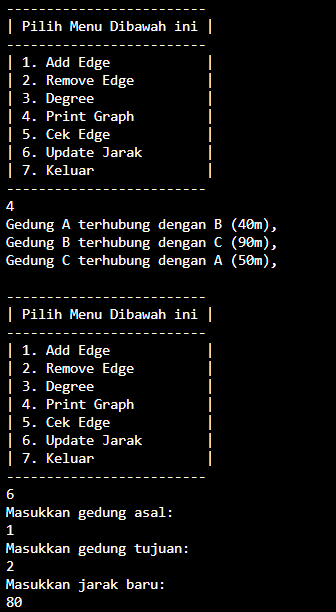 -------------------------
| Pilih Menu Dibawah ini |
-------------------------
| 1. Add Edge            |
| 2. Remove Edge         |
| 3. Degree              |
| 4. Print Graph         |
| 5. Cek Edge            |
| 6. Update Jarak        |
| 7. Keluar              |
-------------------------
4
Gedung A terhubung dengan B (40m),
Gedung B terhubung dengan C (90m),
Gedung C terhubung dengan A (50m),

-------------------------
| Pilih Menu Dibawah ini |
-------------------------
| 1. Add Edge            |
| 2. Remove Edge         |
| 3. Degree              |
| 4. Print Graph         |
| 5. Cek Edge            |
| 6. Update Jarak        |
| 7. Keluar              |
-------------------------
6
Masukkan gedung asal:
1
Masukkan gedung tujuan:
2
Masukkan jarak baru:
80